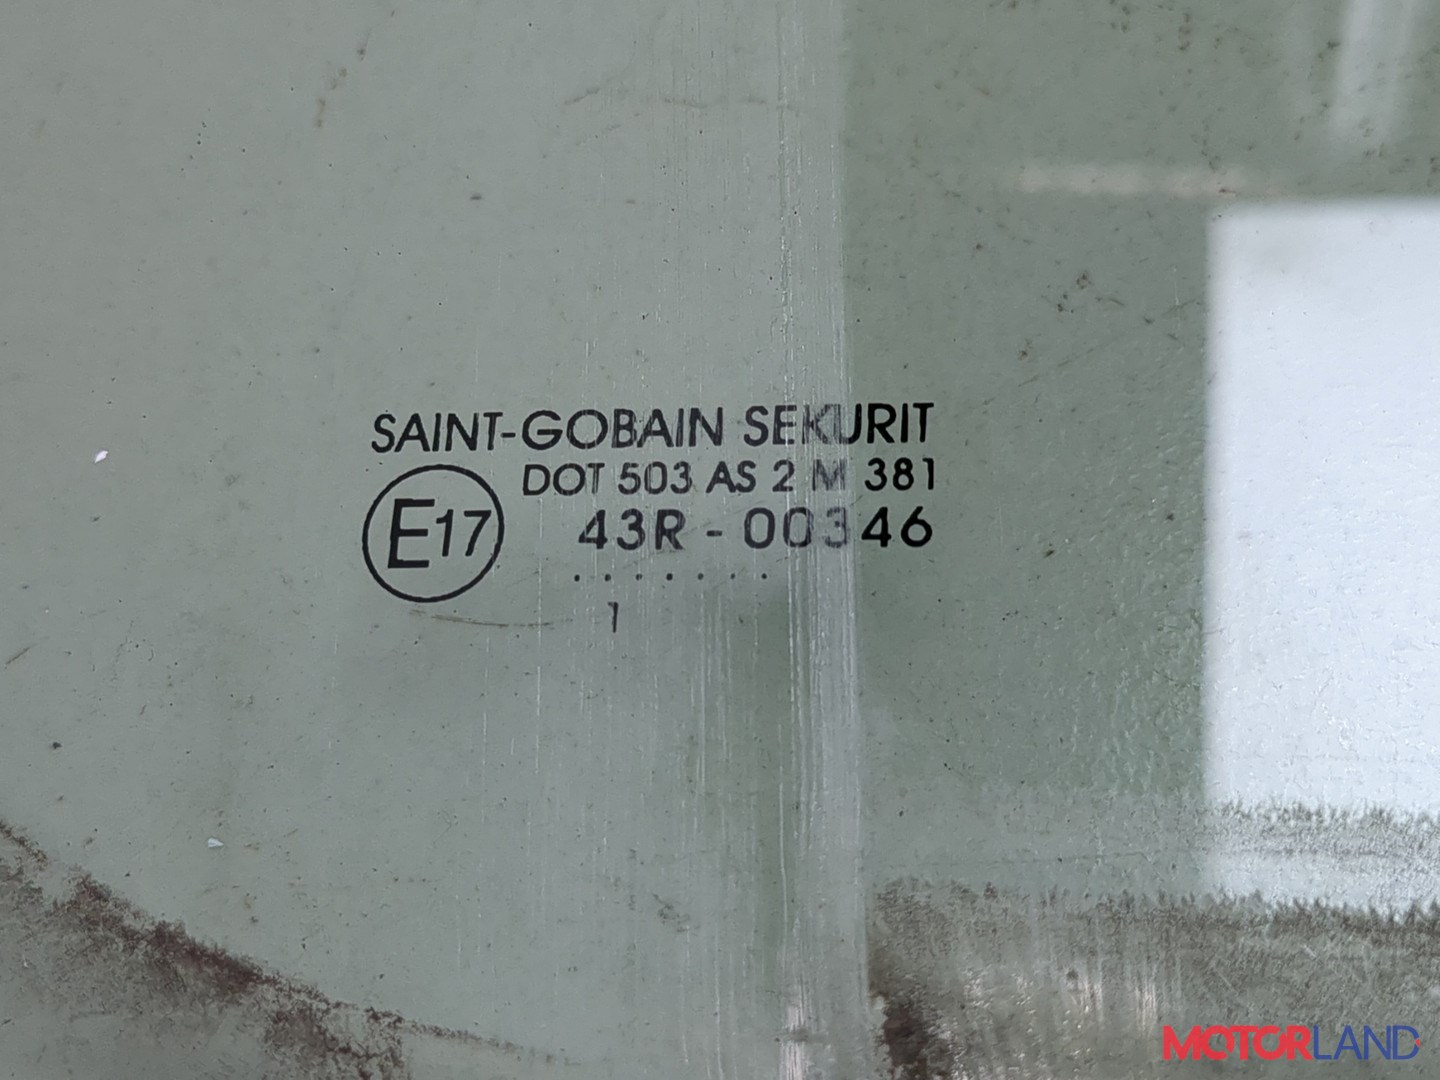 SAINT-GOBAIN SEKURIT
DOT 503 AS 2 M 381
E17
43R - 00346
.......
1
MOTORLAND